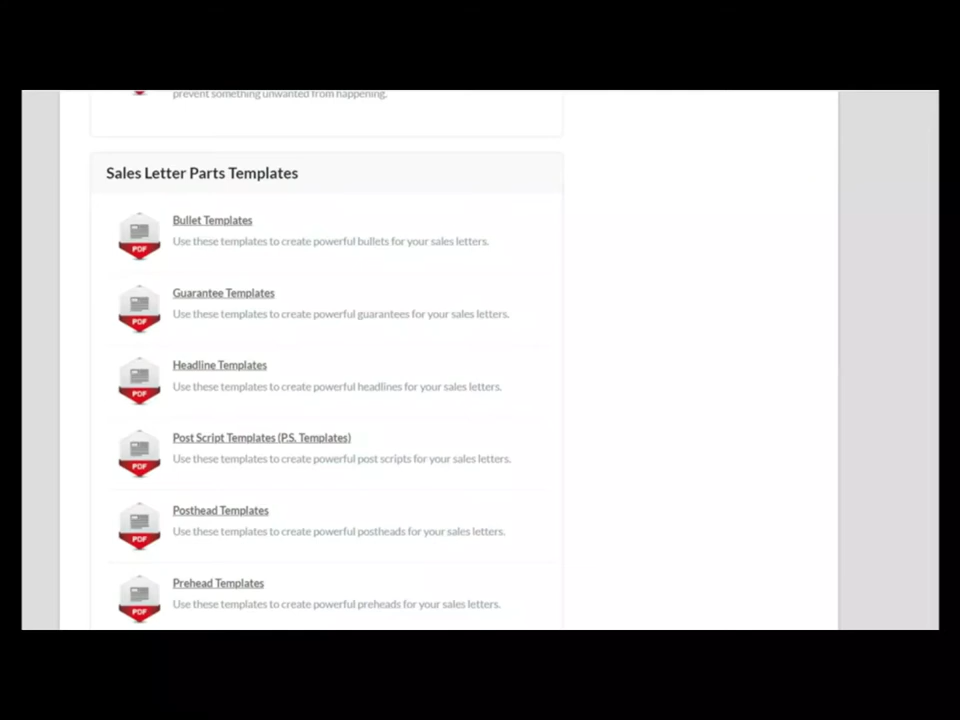 prevent something unwanted from happening.
Sales Letter Parts Templates
Bullet Templates
PDF
Use these templates to create powerful bullets for your sales letters.
Guarantee Templates
PDF
Use these templates to create powerful guarantees for your sales letters.
Headline Templates
PDF
Use these templates to create powerful headlines for your sales letters.
Post Script Templates (P.S. Templates)
PDF
Use these templates to create powerful post scripts for your sales letters.
Posthead Templates
PDF
Use these templates to create powerful postheads for your sales letters.
Prehead Templates
PDF
Use these templates to create powerful preheads for your sales letters.